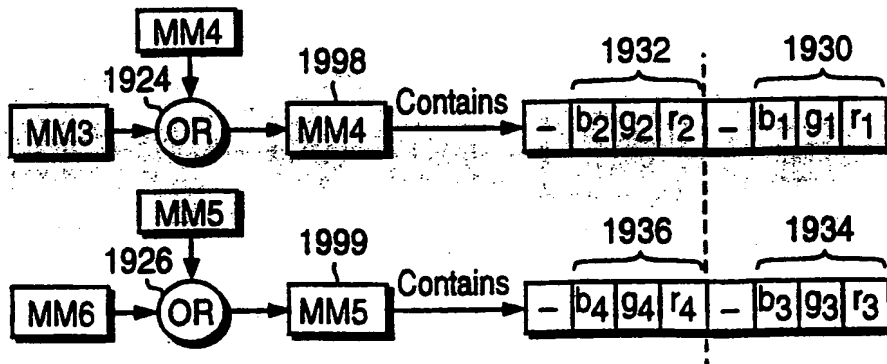 MM4
1924
1998
1932
1930
MM3
OR
MM4
Contains
– b2 g2 r2 – b1 g1 r1
MM5
1926
1999
1936
1934
MM6
OR
MM5
Contains
– b4 g4 r4 – b3 g3 r3